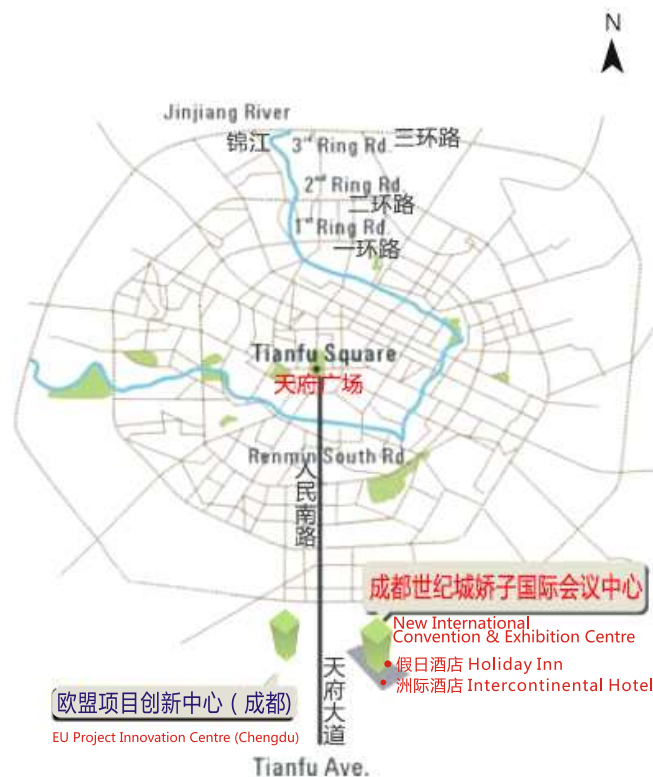 N
Jinjiang River
锦江
3rd Ring Rd.
三环路
2nd Ring Rd.
二环路
1st Ring Rd.
一环路
Tianfu Square
天府广场
Renmin South Rd.
人民南路
成都世纪城娇子国际会议中心
New International
Convention & Exhibition Centre
假日酒店 Holiday Inn
洲际酒店 Intercontinental Hotel
欧盟项目创新中心（成都)
EU Project Innovation Centre (Chengdu)
天府大道
Tianfu Ave.